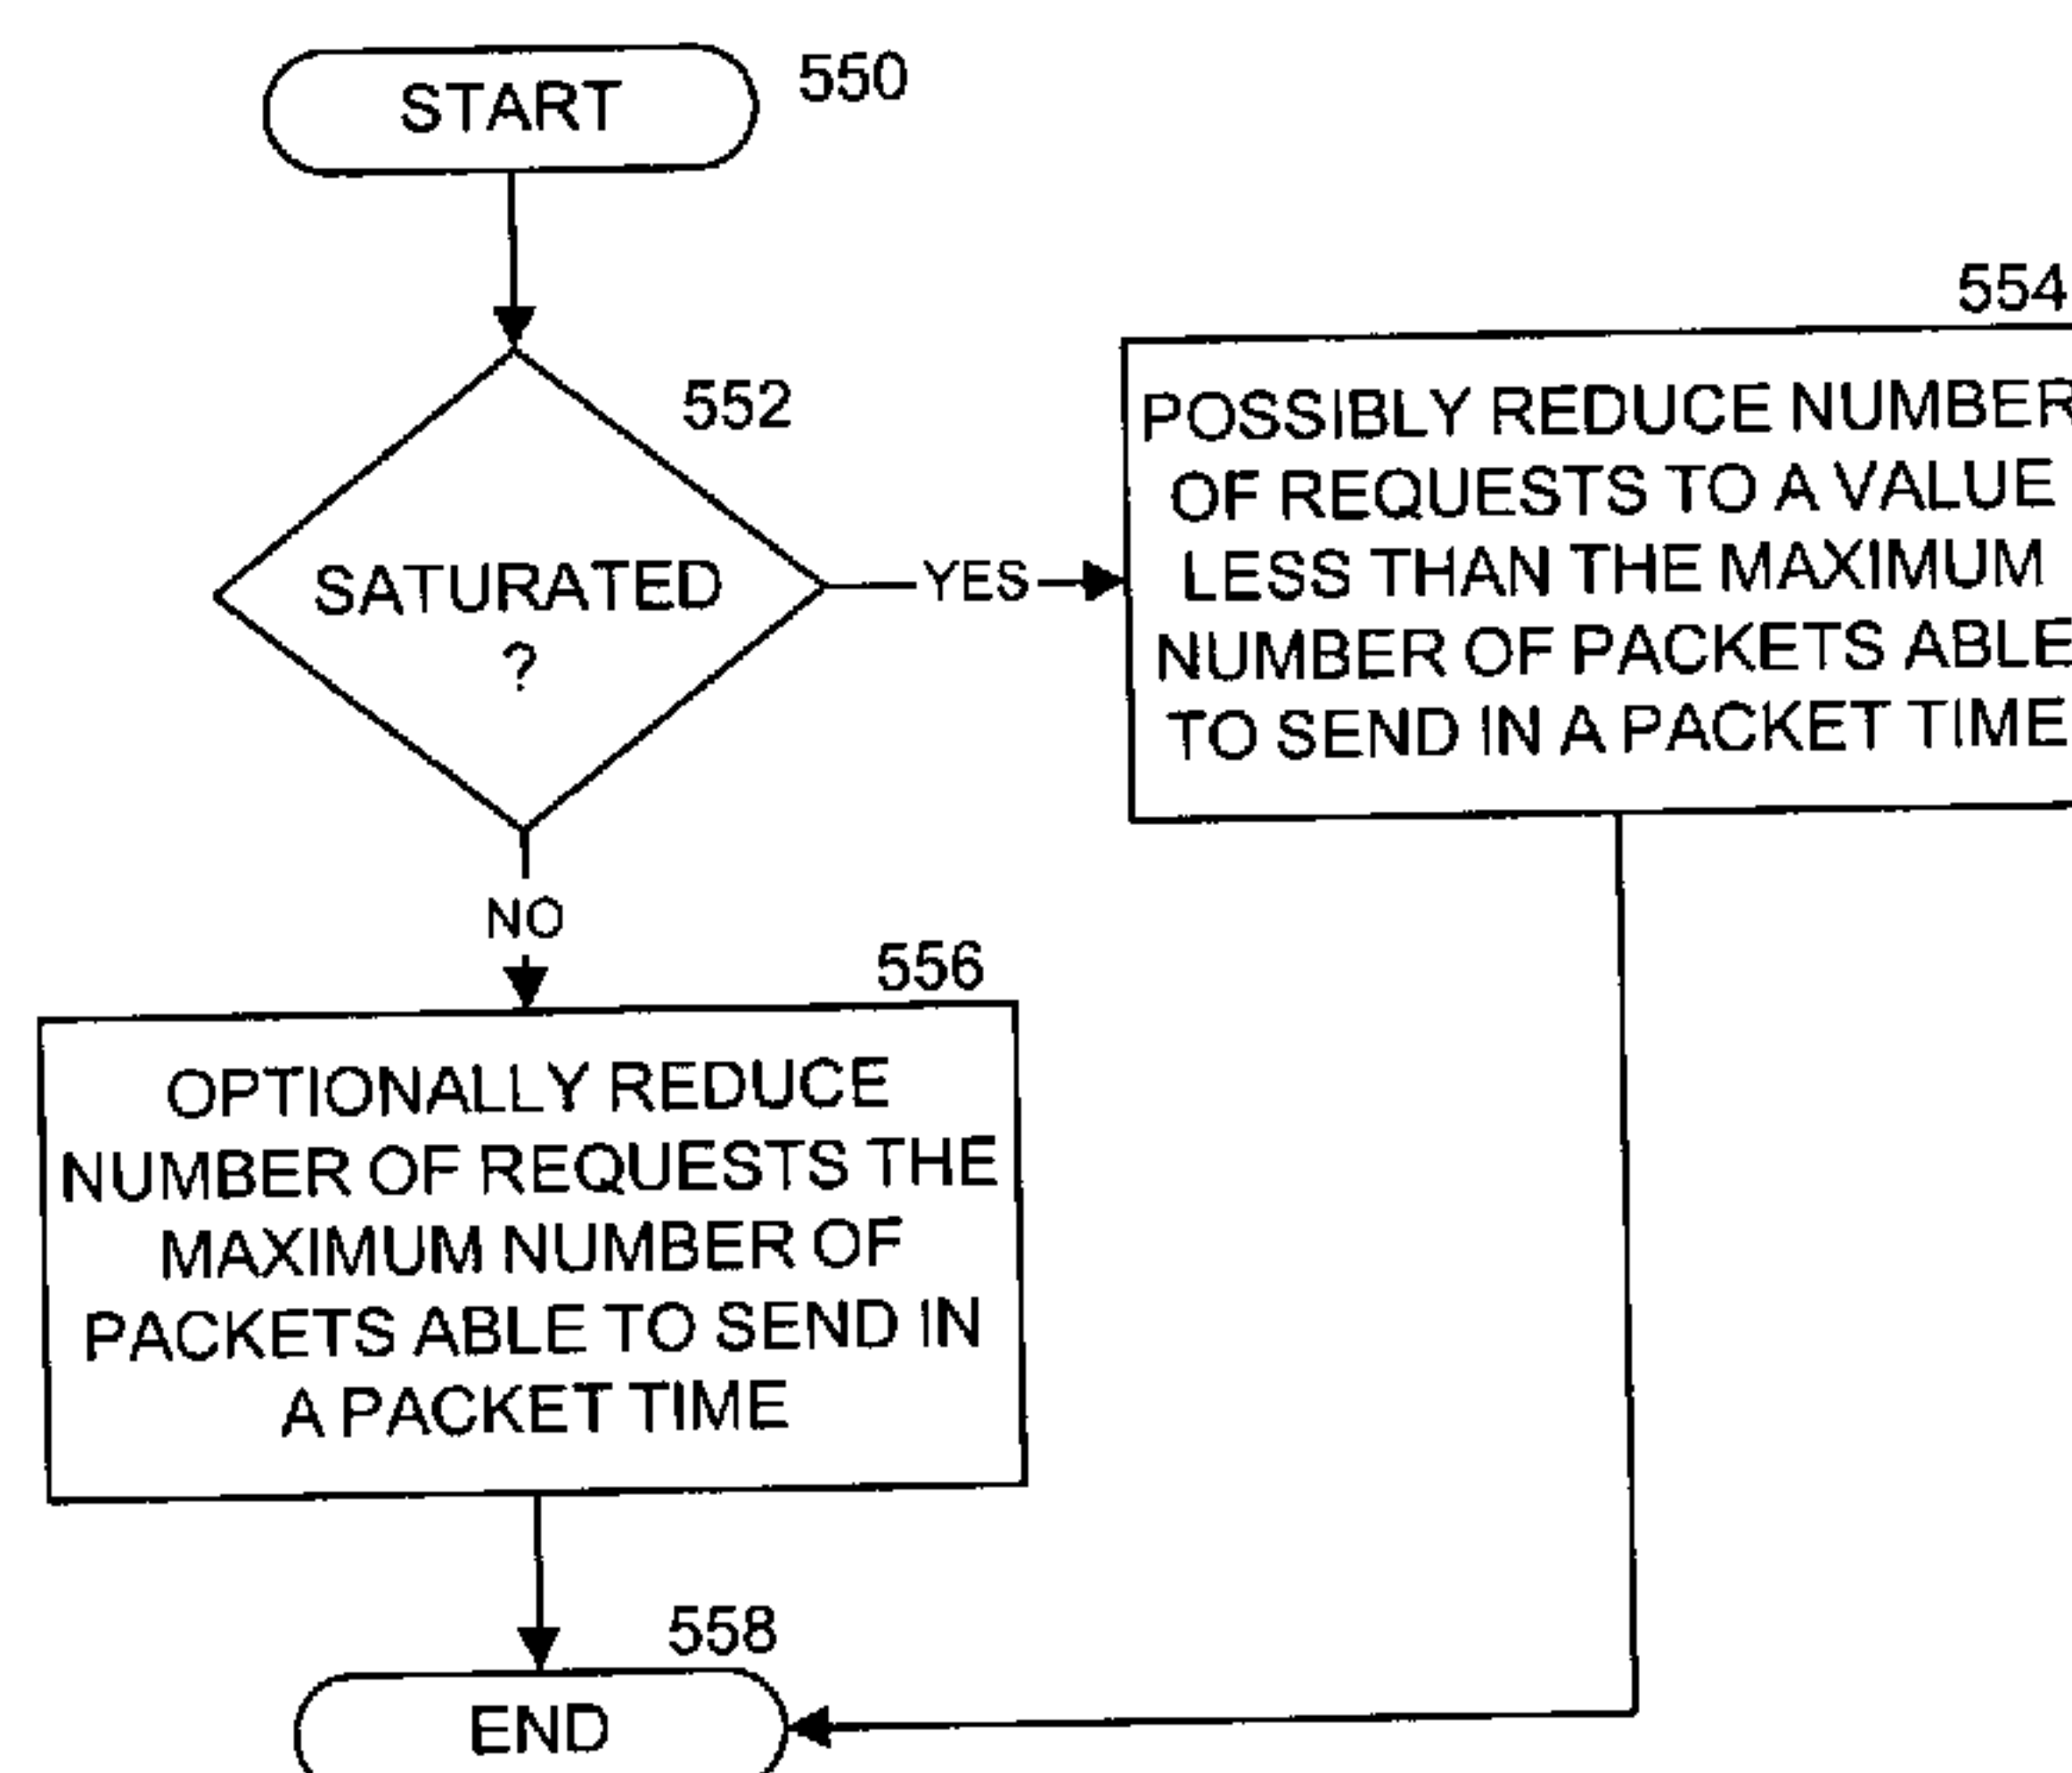 START
550
552
SATURATED
?
YES
554
POSSIBLY REDUCE NUMBER
OF REQUESTS TO A VALUE
LESS THAN THE MAXIMUM
NUMBER OF PACKETS ABLE
TO SEND IN A PACKET TIME
NO
556
OPTIONALLY REDUCE
NUMBER OF REQUESTS THE
MAXIMUM NUMBER OF
PACKETS ABLE TO SEND IN
A PACKET TIME
558
END